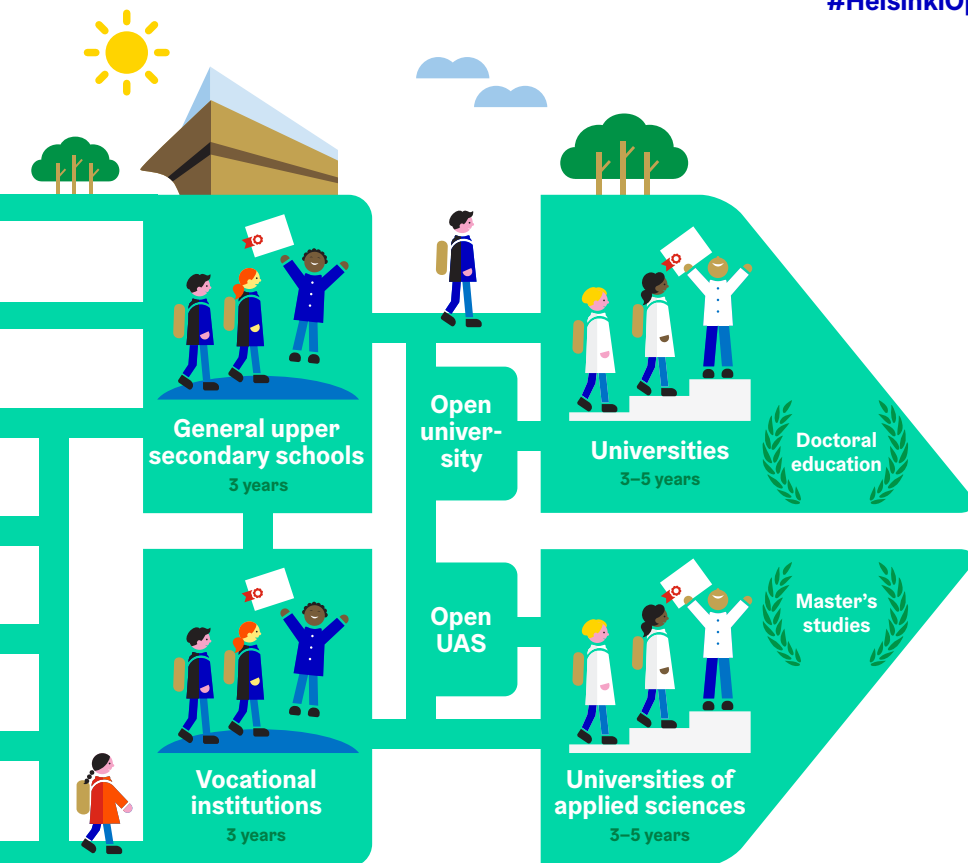 General upper
secondary schools
3 years
Open
univer-
sity
Universities
3–5 years
Doctoral
education
Vocational
institutions
3 years
Open
UAS
Universities of
applied sciences
3–5 years
Master's
studies